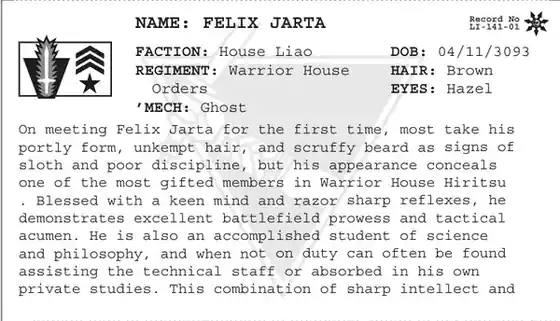 NAME: FELIX JARTA
Record No
LI-141-01
FACTION: House Liao
DOB: 04/11/3093
REGIMENT: Warrior House
HAIR: Brown
Orders
EYES: Hazel
’MECH: Ghost
On meeting Felix Jarta for the first time, most take his
portly form, unkempt hair, and scruffy beard as signs of
sloth and poor discipline, but his appearance conceals
one of the most gifted members in Warrior House Hiritsu
. Blessed with a keen mind and razor sharp reflexes, he
demonstrates excellent battlefield prowess and tactical
acumen. He is also an accomplished student of science
and philosophy, and when not on duty can often be found
assisting the technical staff or absorbed in his own
private studies. This combination of sharp intellect and